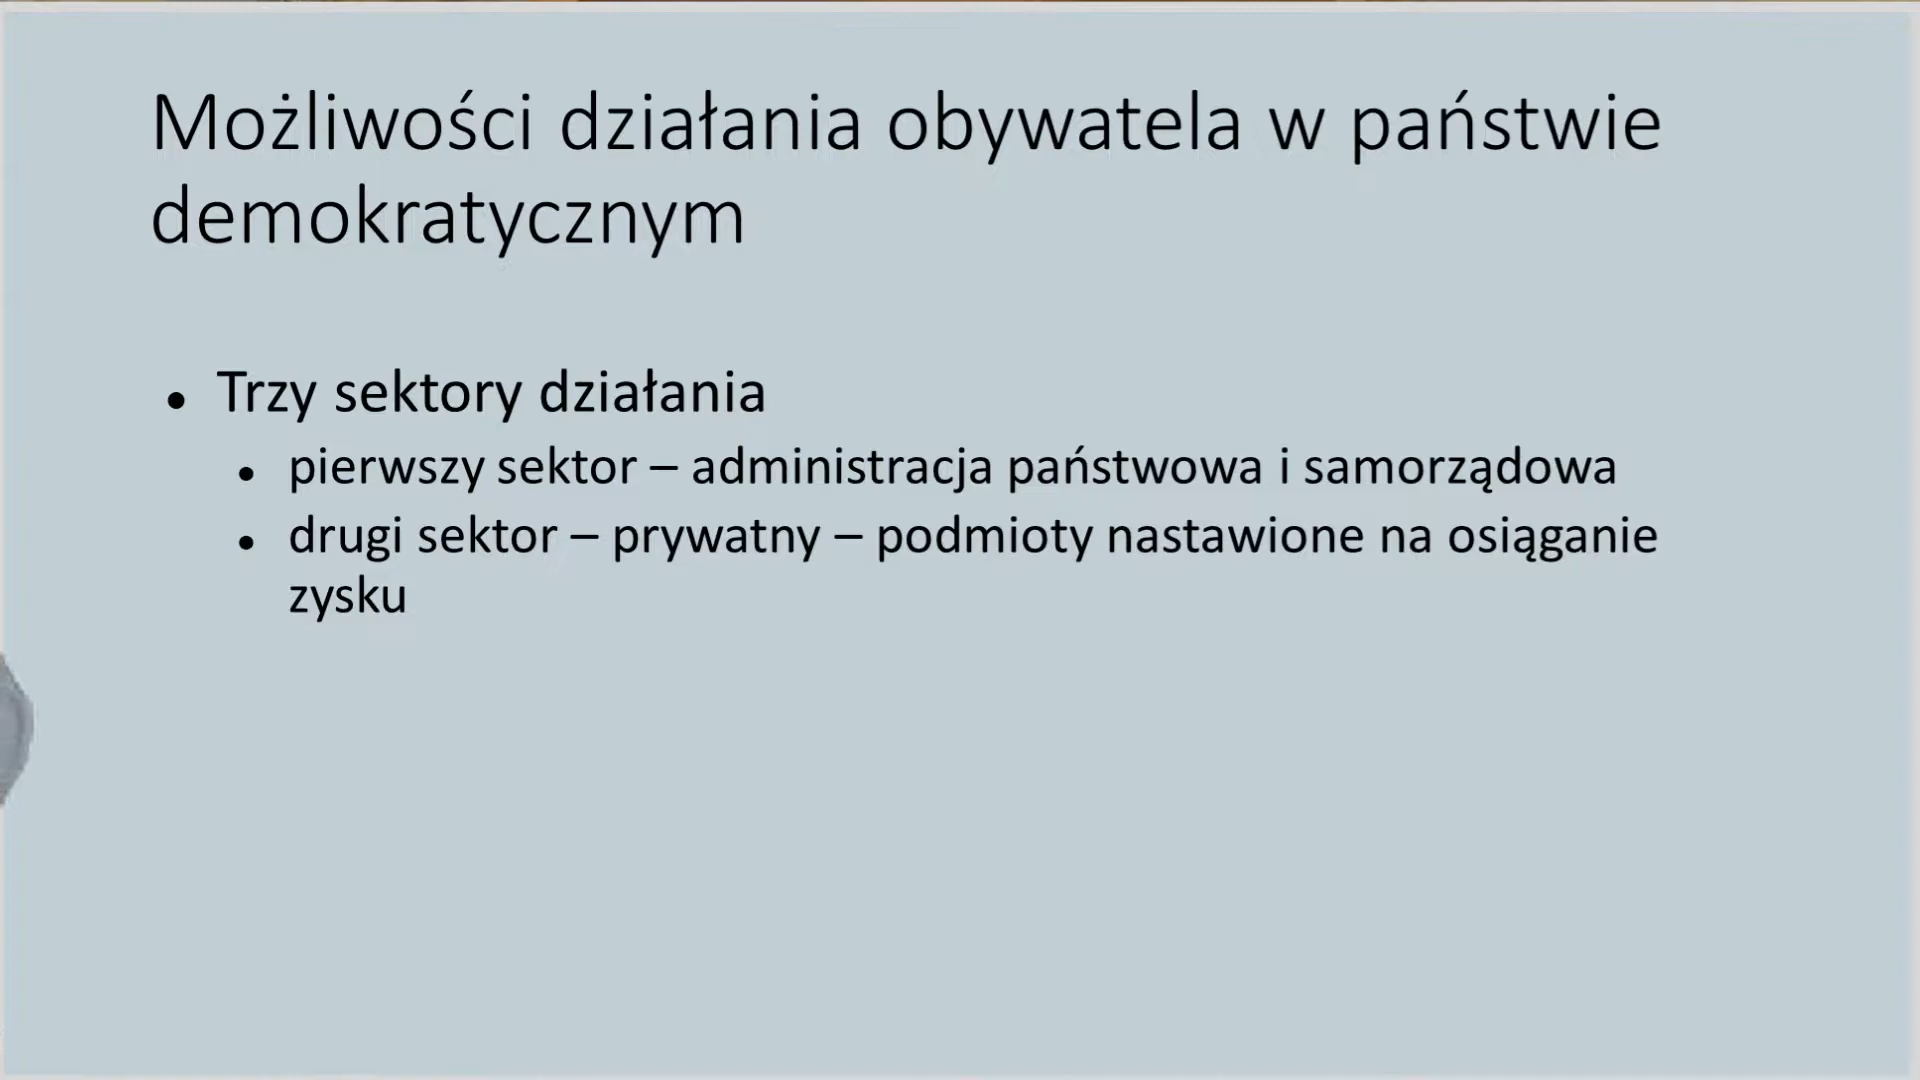 Możliwości działania obywatela w państwie
demokratycznym
• Trzy sektory działania
• pierwszy sektor – administracja państwowa i samorządowa
• drugi sektor – prywatny – podmioty nastawione na osiąganie
zysku